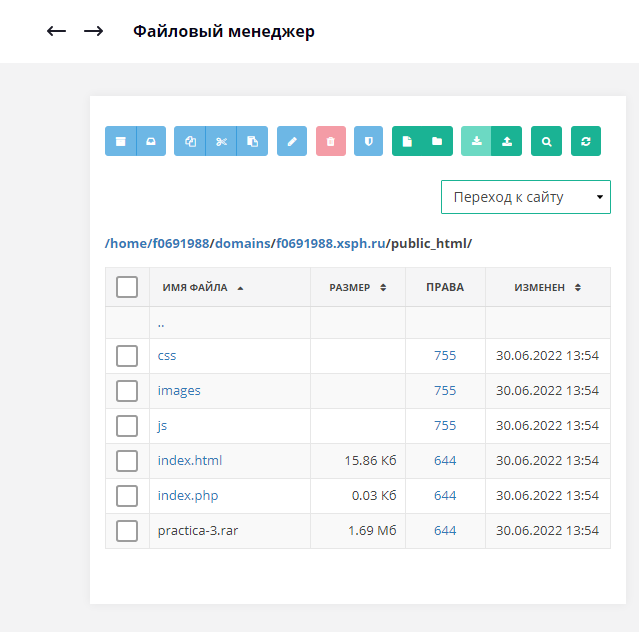 Файловый менеджер
Переход к сайту
/home/f0691988/domains/f0691988.xsph.ru/public_html/
ИМЯ ФАЙЛА РАЗМЕР ПРАВА ИЗМЕНЕН
..
css 755 30.06.2022 13:54
images 755 30.06.2022 13:54
js 755 30.06.2022 13:54
index.html 15.86 Кб 644 30.06.2022 13:54
index.php 0.03 Кб 644 30.06.2022 13:54
practica-3.rar 1.69 Мб 644 30.06.2022 13:54